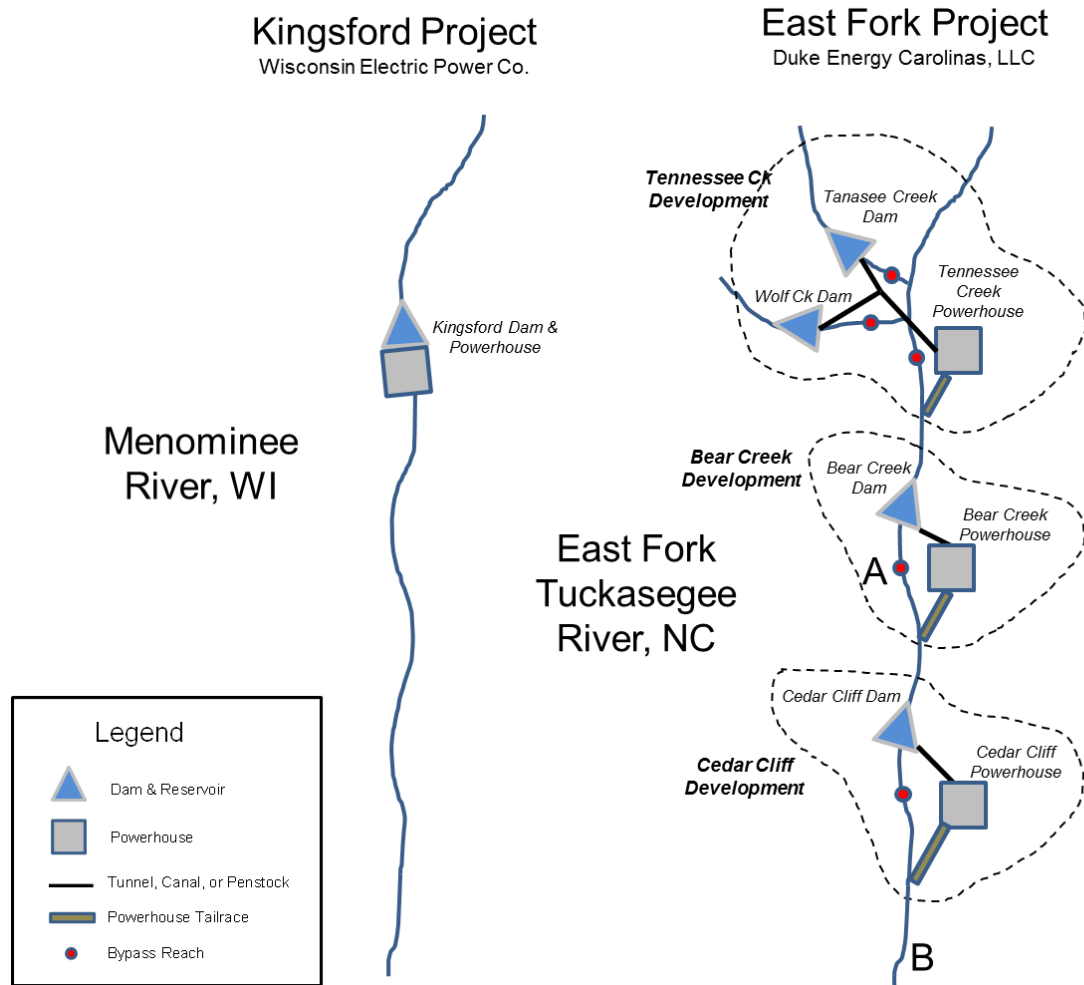 Kingsford Project
Wisconsin Electric Power Co.
East Fork Project
Duke Energy Carolinas, LLC
Tennessee Ck
Development
Tanasee Creek
Dam
Wolf Ck Dam
Tennessee
Creek
Powerhouse
Kingsford Dam &
Powerhouse
Menominee
River, WI
Bear Creek
Development
Bear Creek
Dam
Bear Creek
Powerhouse
A
East Fork
Tuckasegee
River, NC
Cedar Cliff Dam
Cedar Cliff
Powerhouse
Cedar Cliff
Development
B
Legend
Dam & Reservoir
Powerhouse
Tunnel, Canal, or Penstock
Powerhouse Tailrace
Bypass Reach